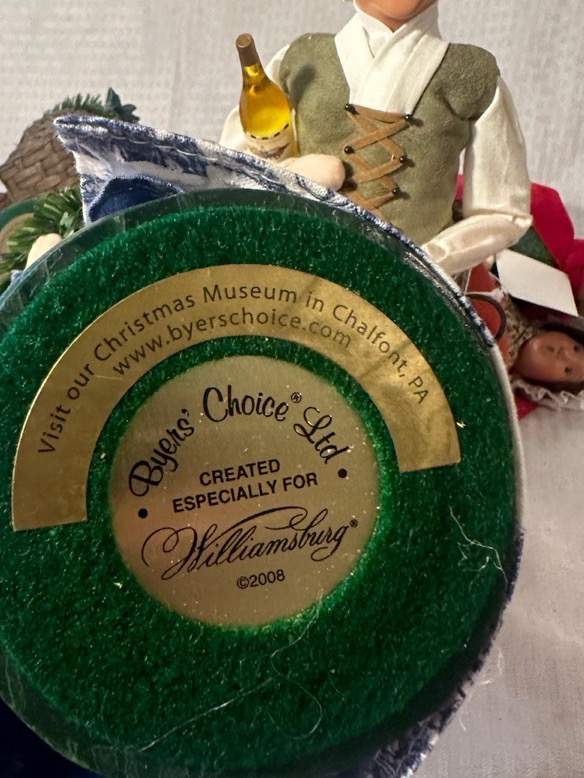 Visit our Christmas Museum in Chalfont, PA
www.byerschoice.com
Byers' Choice® Ltd
CREATED
ESPECIALLY FOR
Williamsburg®
©2008